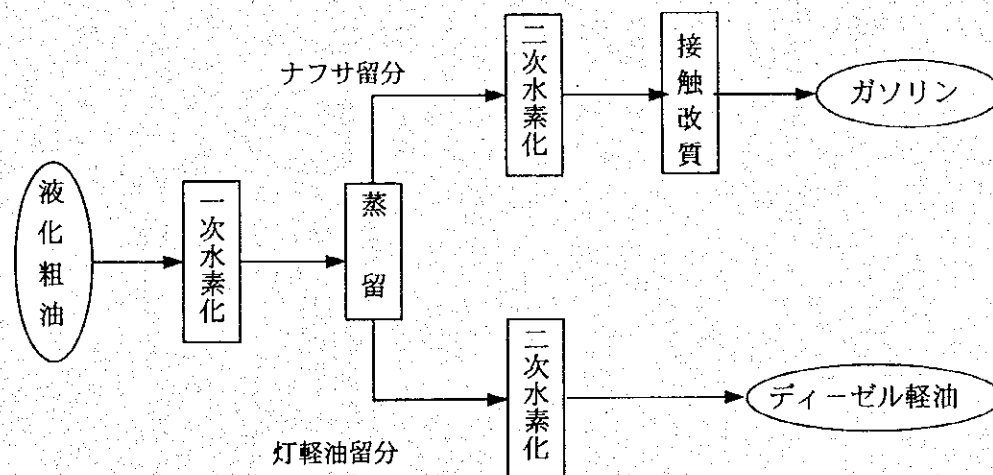 液化粗油
一次水素化
蒸留
ナフサ留分
二次水素化
接触改質
ガソリン
灯軽油留分
二次水素化
ディーゼル軽油